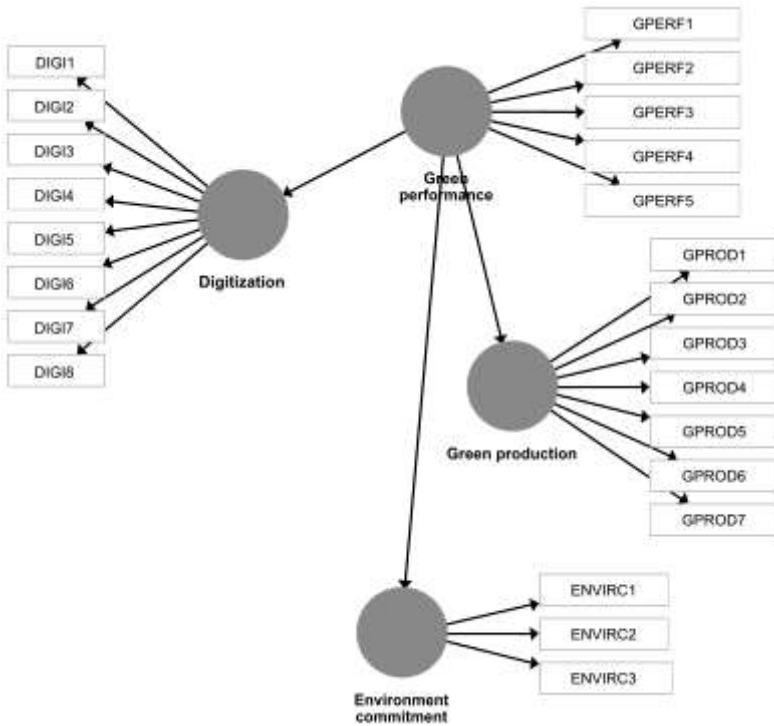 DIGI1
DIGI2
DIGI3
DIGI4
DIGI5
DIGI6
DIGI7
DIGI8
Digitization
Green
performance
GPERF1
GPERF2
GPERF3
GPERF4
GPERF5
GPROD1
GPROD2
GPROD3
GPROD4
GPROD5
GPROD6
GPROD7
Green production
ENVIRC1
ENVIRC2
ENVIRC3
Environment
commitment